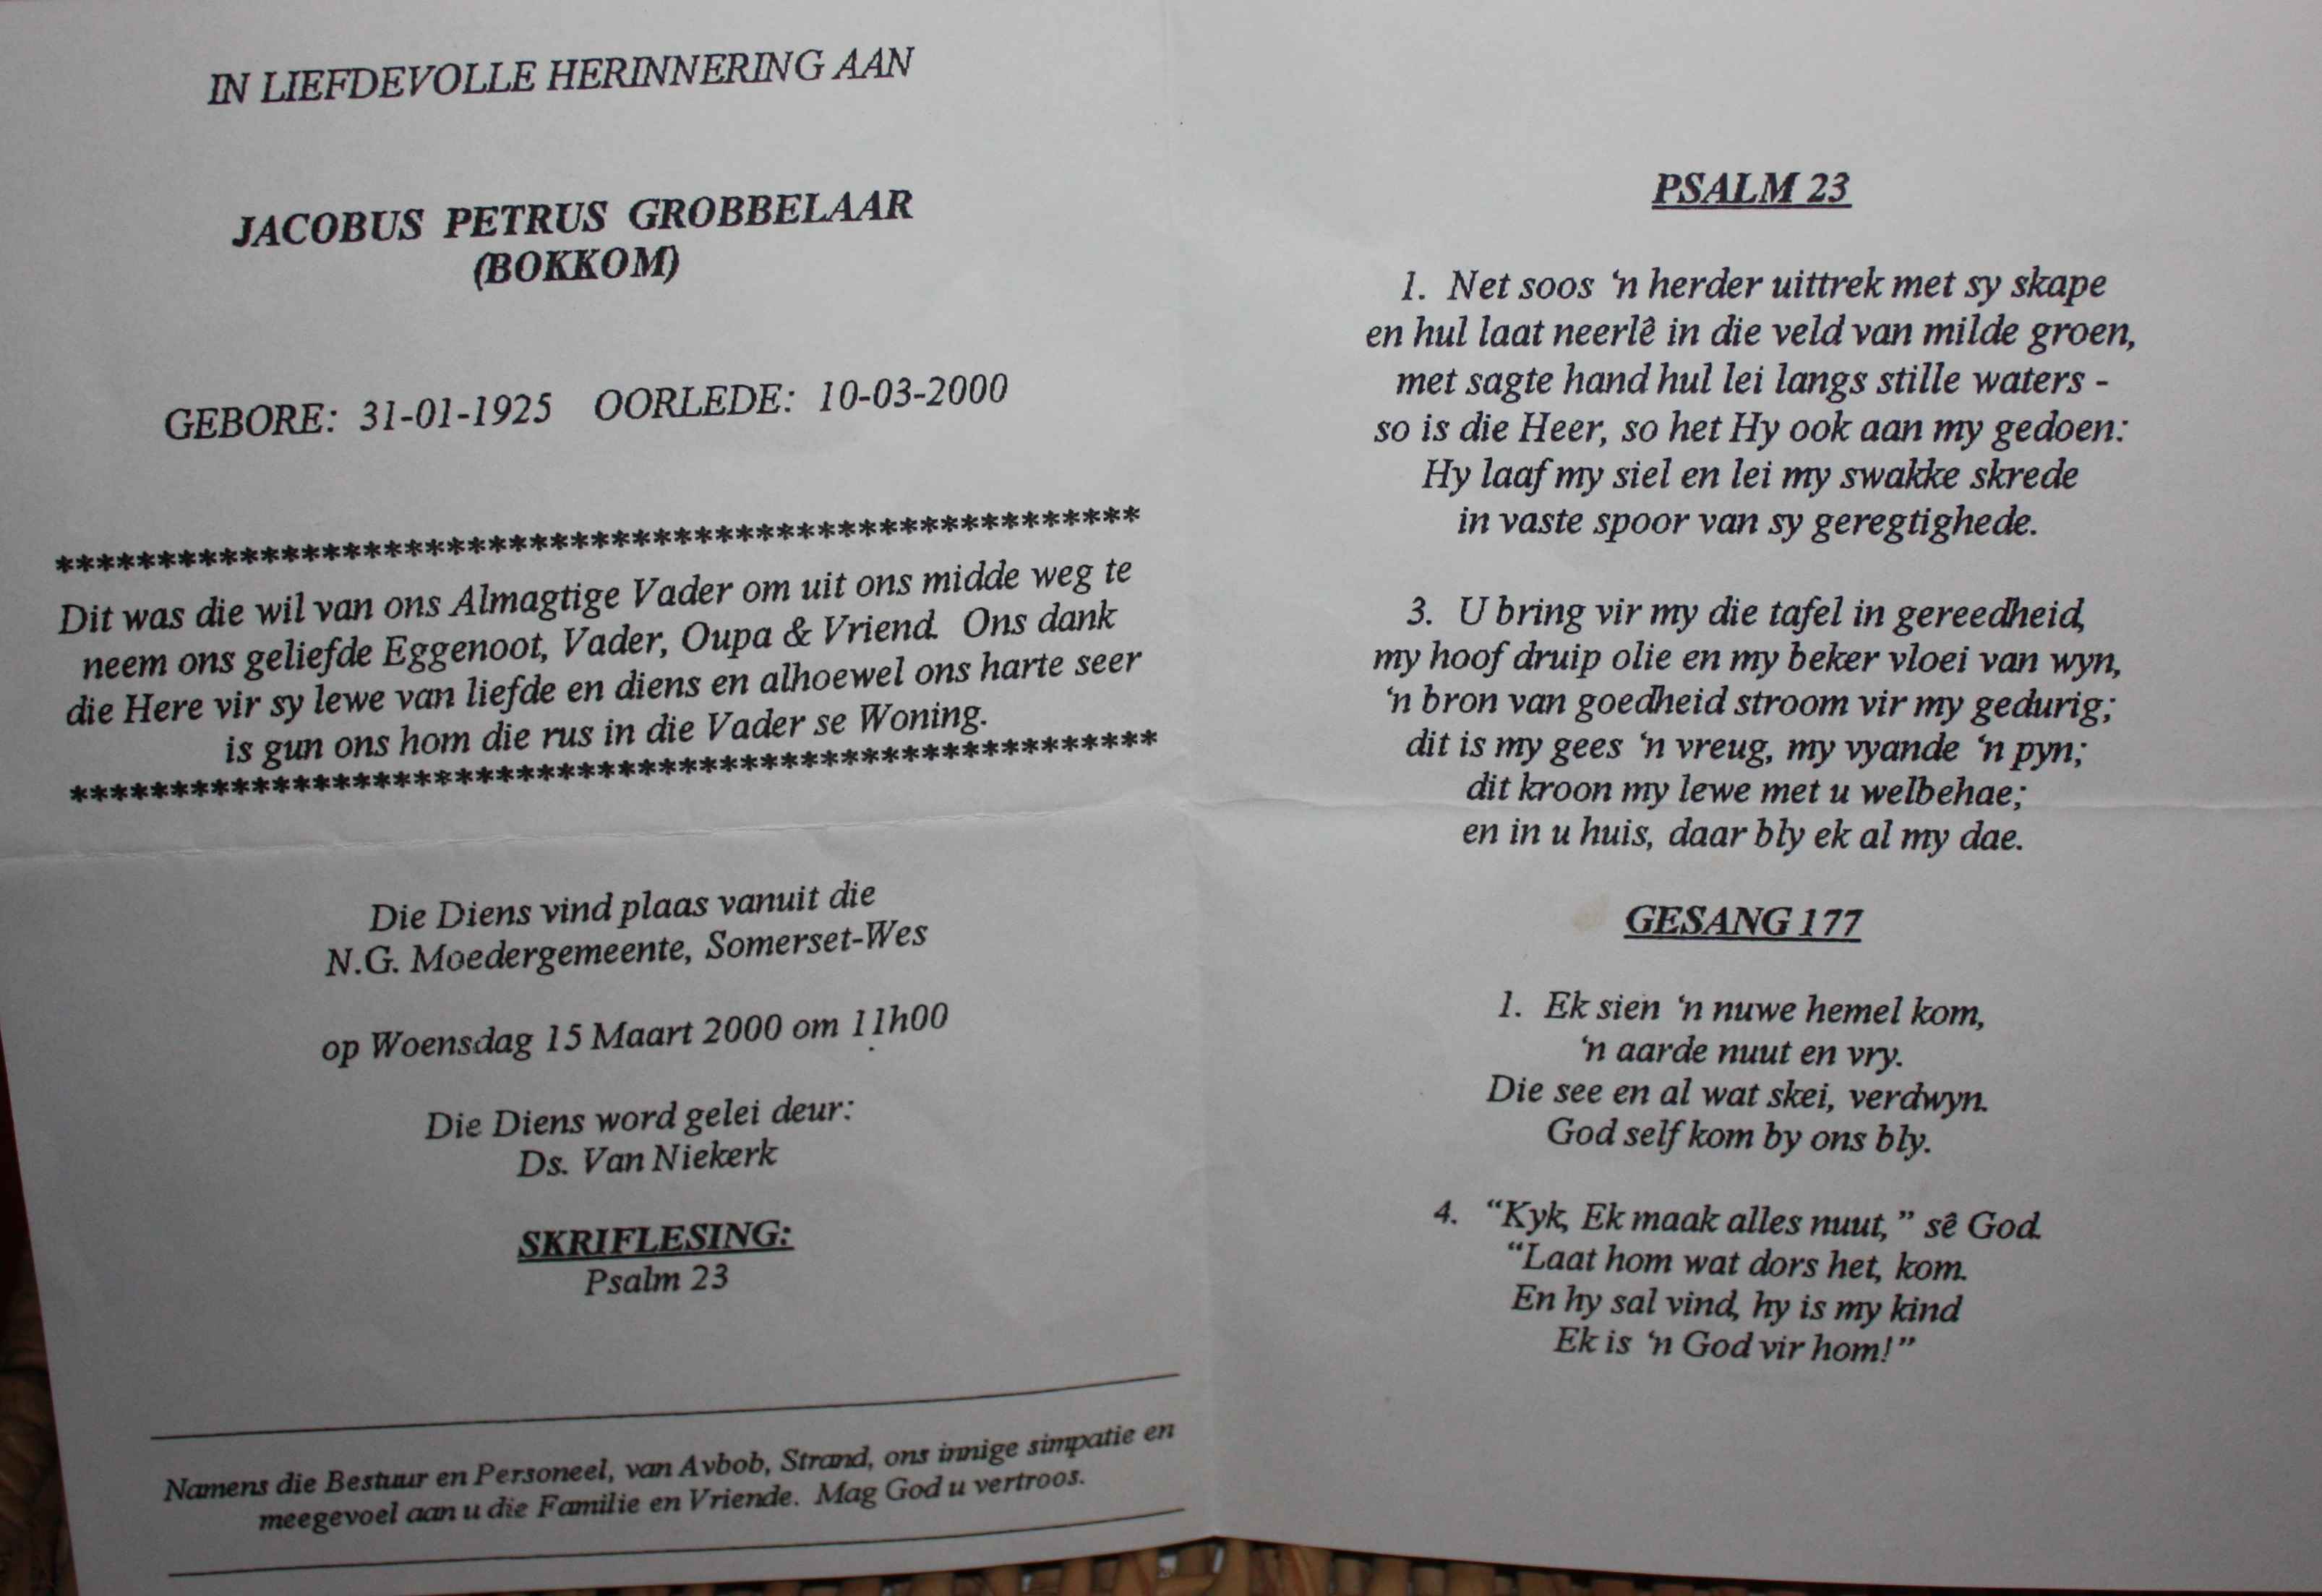 IN LIEFDEVOLLE HERINNERING AAN
JACOBUS PETRUS GROBBELAAR
(BOKKOM)
GEBORE: 31-01-1925 OORLEDE: 10-03-2000
*****************************************************
Dit was die wil van ons Almagtige Vader om uit ons midde weg te
neem ons geliefde Eggenoot, Vader, Oupa & Vriend. Ons dank
die Here vir sy lewe van liefde en diens en alhoewel ons harte seer
is gun ons hom die rus in die Vader se Woning.
*****************************************************
Die Diens vind plaas vanuit die
N.G. Moedergemeente, Somerset-Wes
op Woensdag 15 Maart 2000 om 11h00
Die Diens word gelei deur:
Ds. Van Niekerk
SKRIFLESING:
Psalm 23
Namens die Bestuur en Personeel, van Avbob, Strand, ons innige simpatie en
meegevoel aan u die Familie en Vriende. Mag God u vertroos.
PSALM 23
1. Net soos ‘n herder uittrek met sy skape
en hul laat neerlê in die veld van milde groen,
met sagte hand hul lei langs stille waters -
so is die Heer, so het Hy ook aan my gedoen:
Hy laaf my siel en lei my swakke skrede
in vaste spoor van sy geregtighede.
3. U bring vir my die tafel in gereedheid,
my hoof druip olie en my beker vloei van wyn,
‘n bron van goedheid stroom vir my gedurig;
dit is my gees ‘n vreug, my vyande ‘n pyn;
dit kroon my lewe met u welbehae;
en in u huis, daar bly ek al my dae.
GESANG 177
1. Ek sien ‘n nuwe hemel kom,
‘n aarde nuut en vry.
Die see en al wat skei, verdwyn.
God self kom by ons bly.
4. “Kyk, Ek maak alles nuut,” sê God.
“Laat hom wat dors het, kom.
En hy sal vind, hy is my kind
Ek is ‘n God vir hom!”